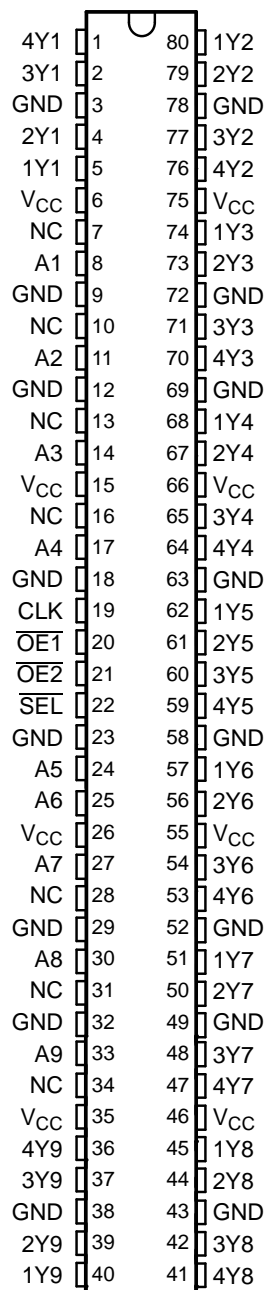 4Y1 1 80 1Y2
3Y1 2 79 2Y2
GND 3 78 GND
2Y1 4 77 3Y2
1Y1 5 76 4Y2
VCC 6 75 VCC
NC 7 74 1Y3
A1 8 73 2Y3
GND 9 72 GND
NC 10 71 3Y3
A2 11 70 4Y3
GND 12 69 GND
NC 13 68 1Y4
A3 14 67 2Y4
VCC 15 66 VCC
NC 16 65 3Y4
A4 17 64 4Y4
GND 18 63 GND
CLK 19 62 1Y5
OE1 20 61 2Y5
OE2 21 60 3Y5
SEL 22 59 4Y5
GND 23 58 GND
A5 24 57 1Y6
A6 25 56 2Y6
VCC 26 55 VCC
A7 27 54 3Y6
NC 28 53 4Y6
GND 29 52 GND
A8 30 51 1Y7
NC 31 50 2Y7
GND 32 49 GND
A9 33 48 3Y7
NC 34 47 4Y7
VCC 35 46 VCC
4Y9 36 45 1Y8
3Y9 37 44 2Y8
GND 38 43 GND
2Y9 39 42 3Y8
1Y9 40 41 4Y8